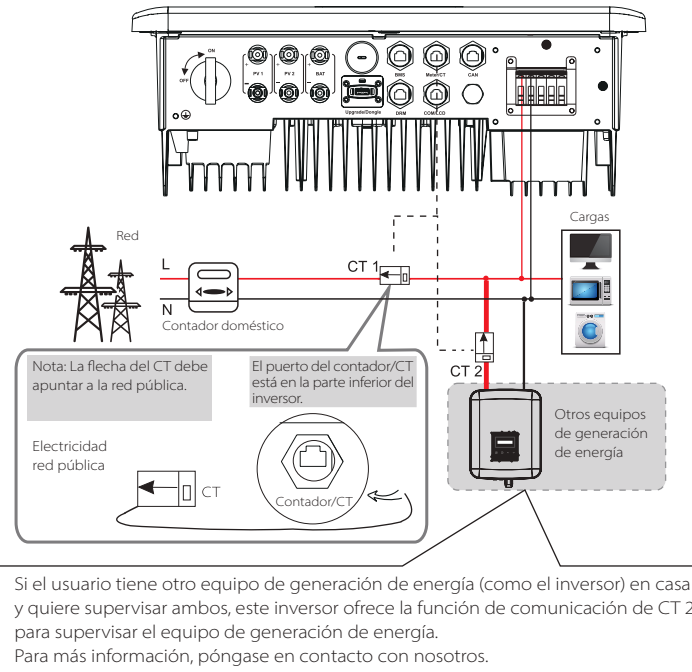 ON
OFF
PV 1
PV 2
BAT
BMS
Meter/CT
CAN
Upgrade/Dongle
DRM
COM/LCD
Red
Cargas
L
CT 1
N
Contador doméstico
CT 2
Nota: La flecha del CT debe
apuntar a la red pública.
El puerto del contador/CT
está en la parte inferior del
inversor.
Otros equipos
de generación
de energía
Electricidad
red pública
CT
Contador/CT
Si el usuario tiene otro equipo de generación de energía (como el inversor) en casa
y quiere supervisar ambos, este inversor ofrece la función de comunicación de CT 2
para supervisar el equipo de generación de energía.
Para más información, póngase en contacto con nosotros.